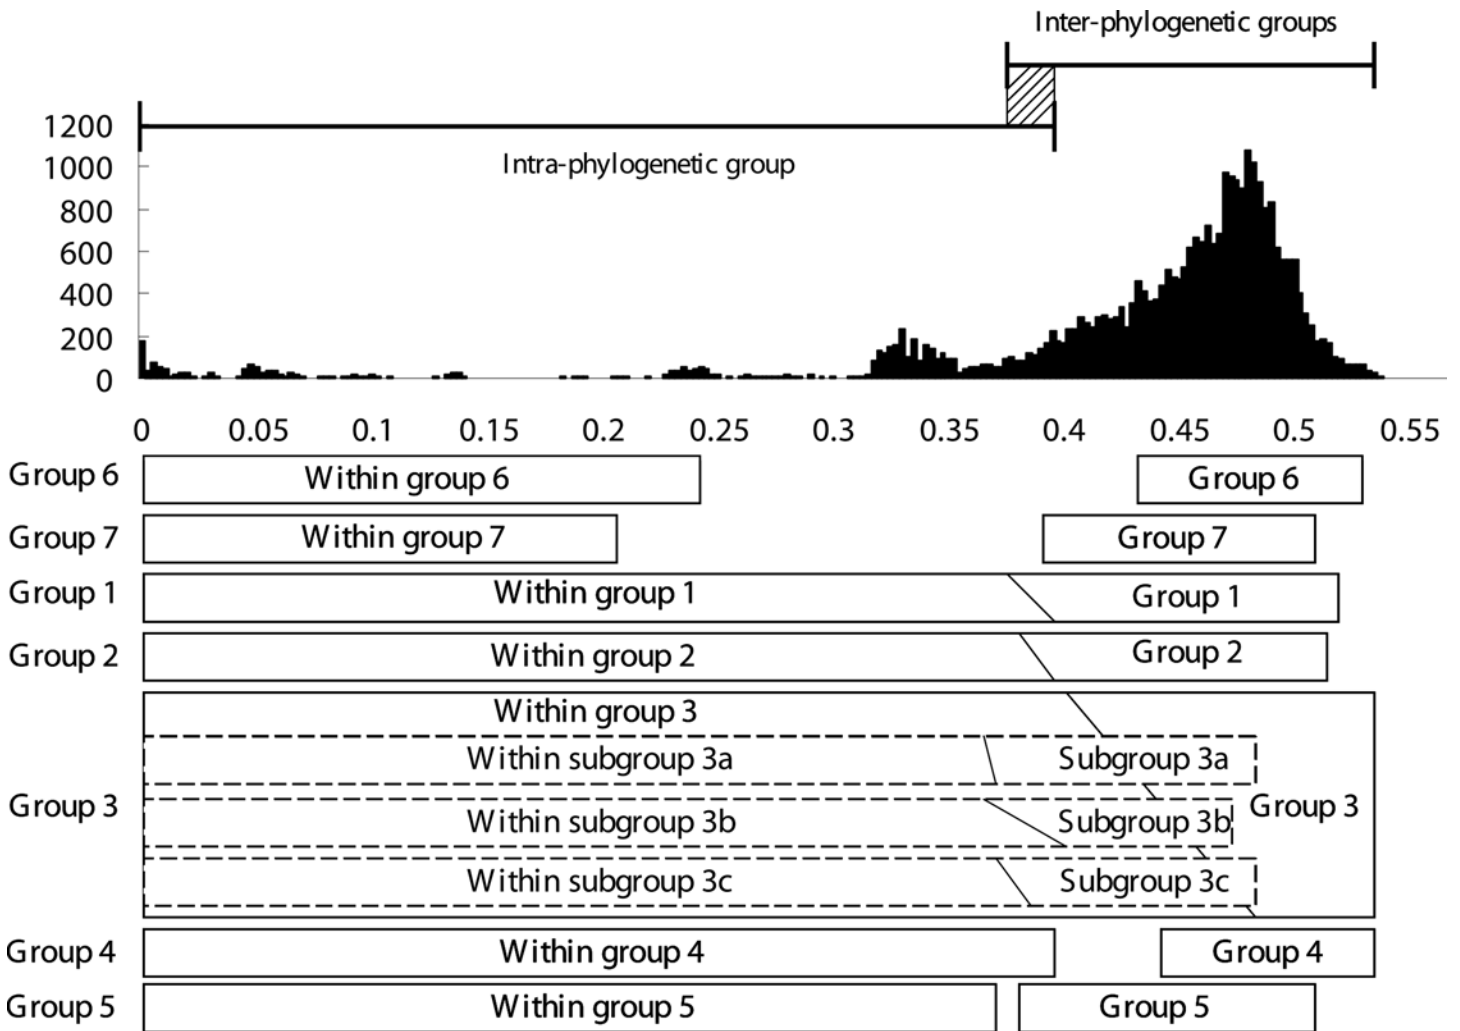 Inter-phylogenetic groups
1200
Intra-phylogenetic group
1000
800
600
400
200
0
0 0.05 0.1 0.15 0.2 0.25 0.3 0.35 0.4 0.45 0.5 0.55
Group 6 Within group 6 Group 6
Group 7 Within group 7 Group 7
Group 1 Within group 1 Group 1
Group 2 Within group 2 Group 2
Within group 3
Within subgroup 3a Subgroup 3a
Group 3 Group 3
Within subgroup 3b Subgroup 3b
Within subgroup 3c Subgroup 3c
Group 4 Within group 4 Group 4
Group 5 Within group 5 Group 5